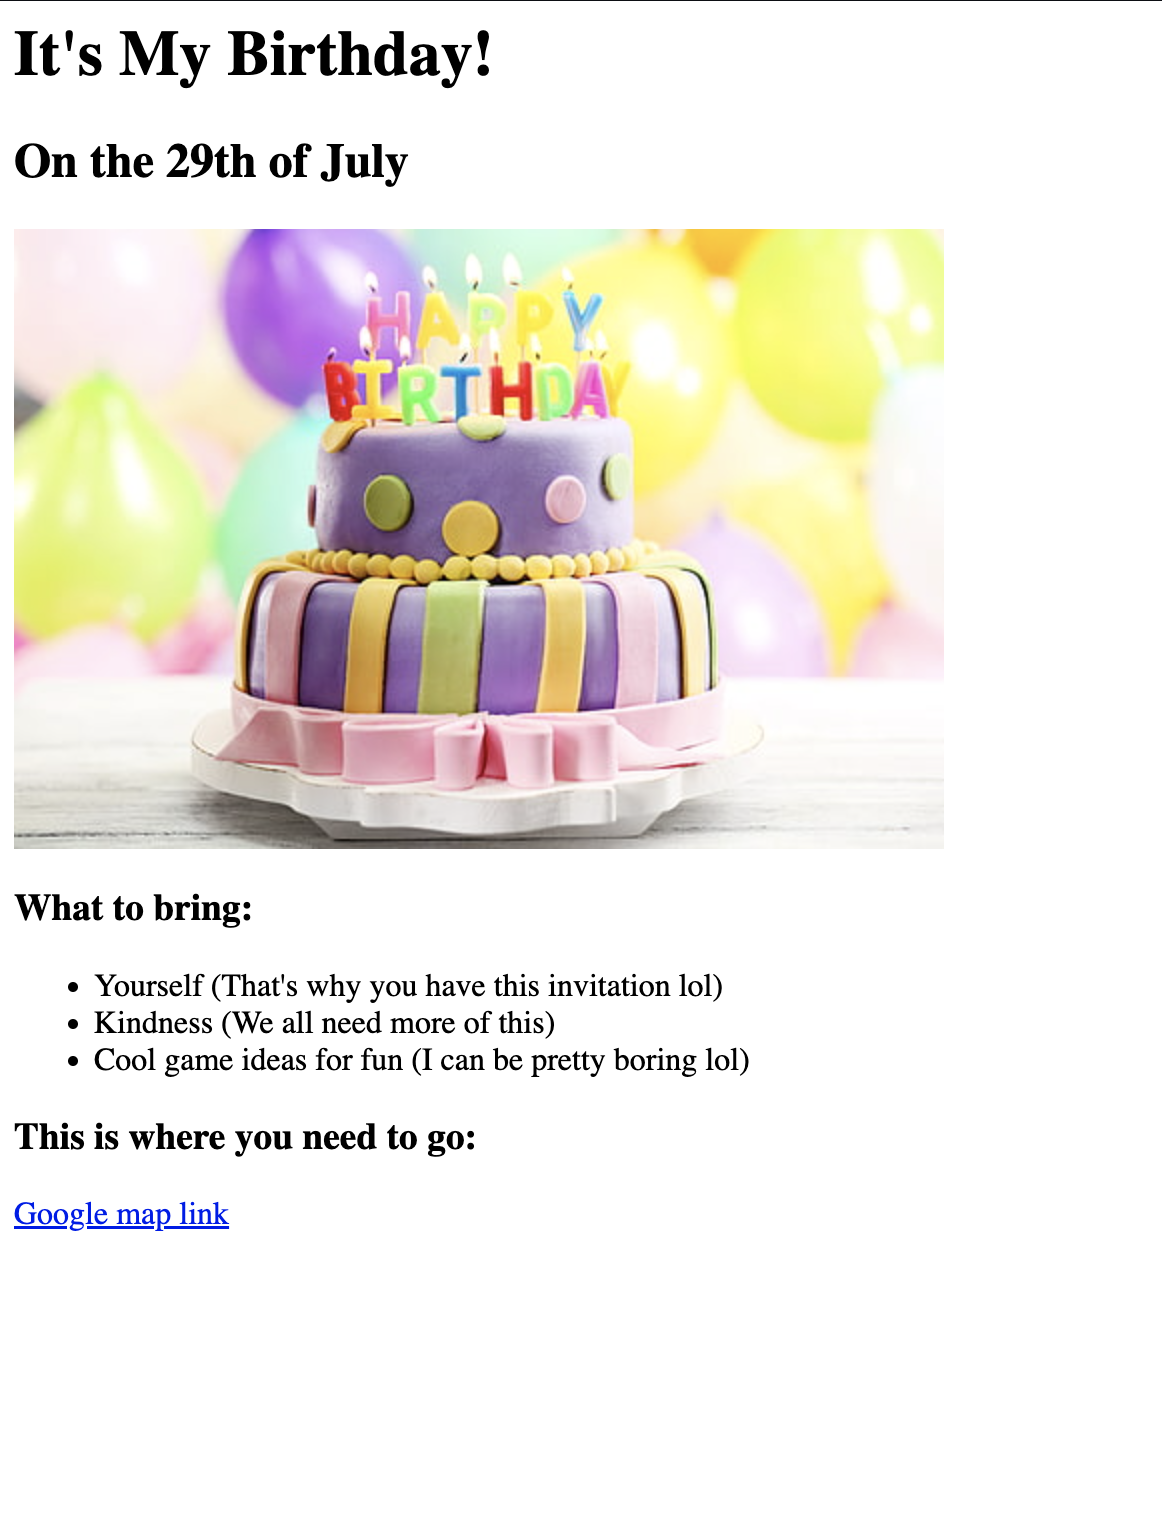 It's My Birthday!
On the 29th of July
HAPPY
BIRTHDAY
What to bring:
Yourself (That's why you have this invitation lol)
Kindness (We all need more of this)
Cool game ideas for fun (I can be pretty boring lol)
This is where you need to go:
Google map link